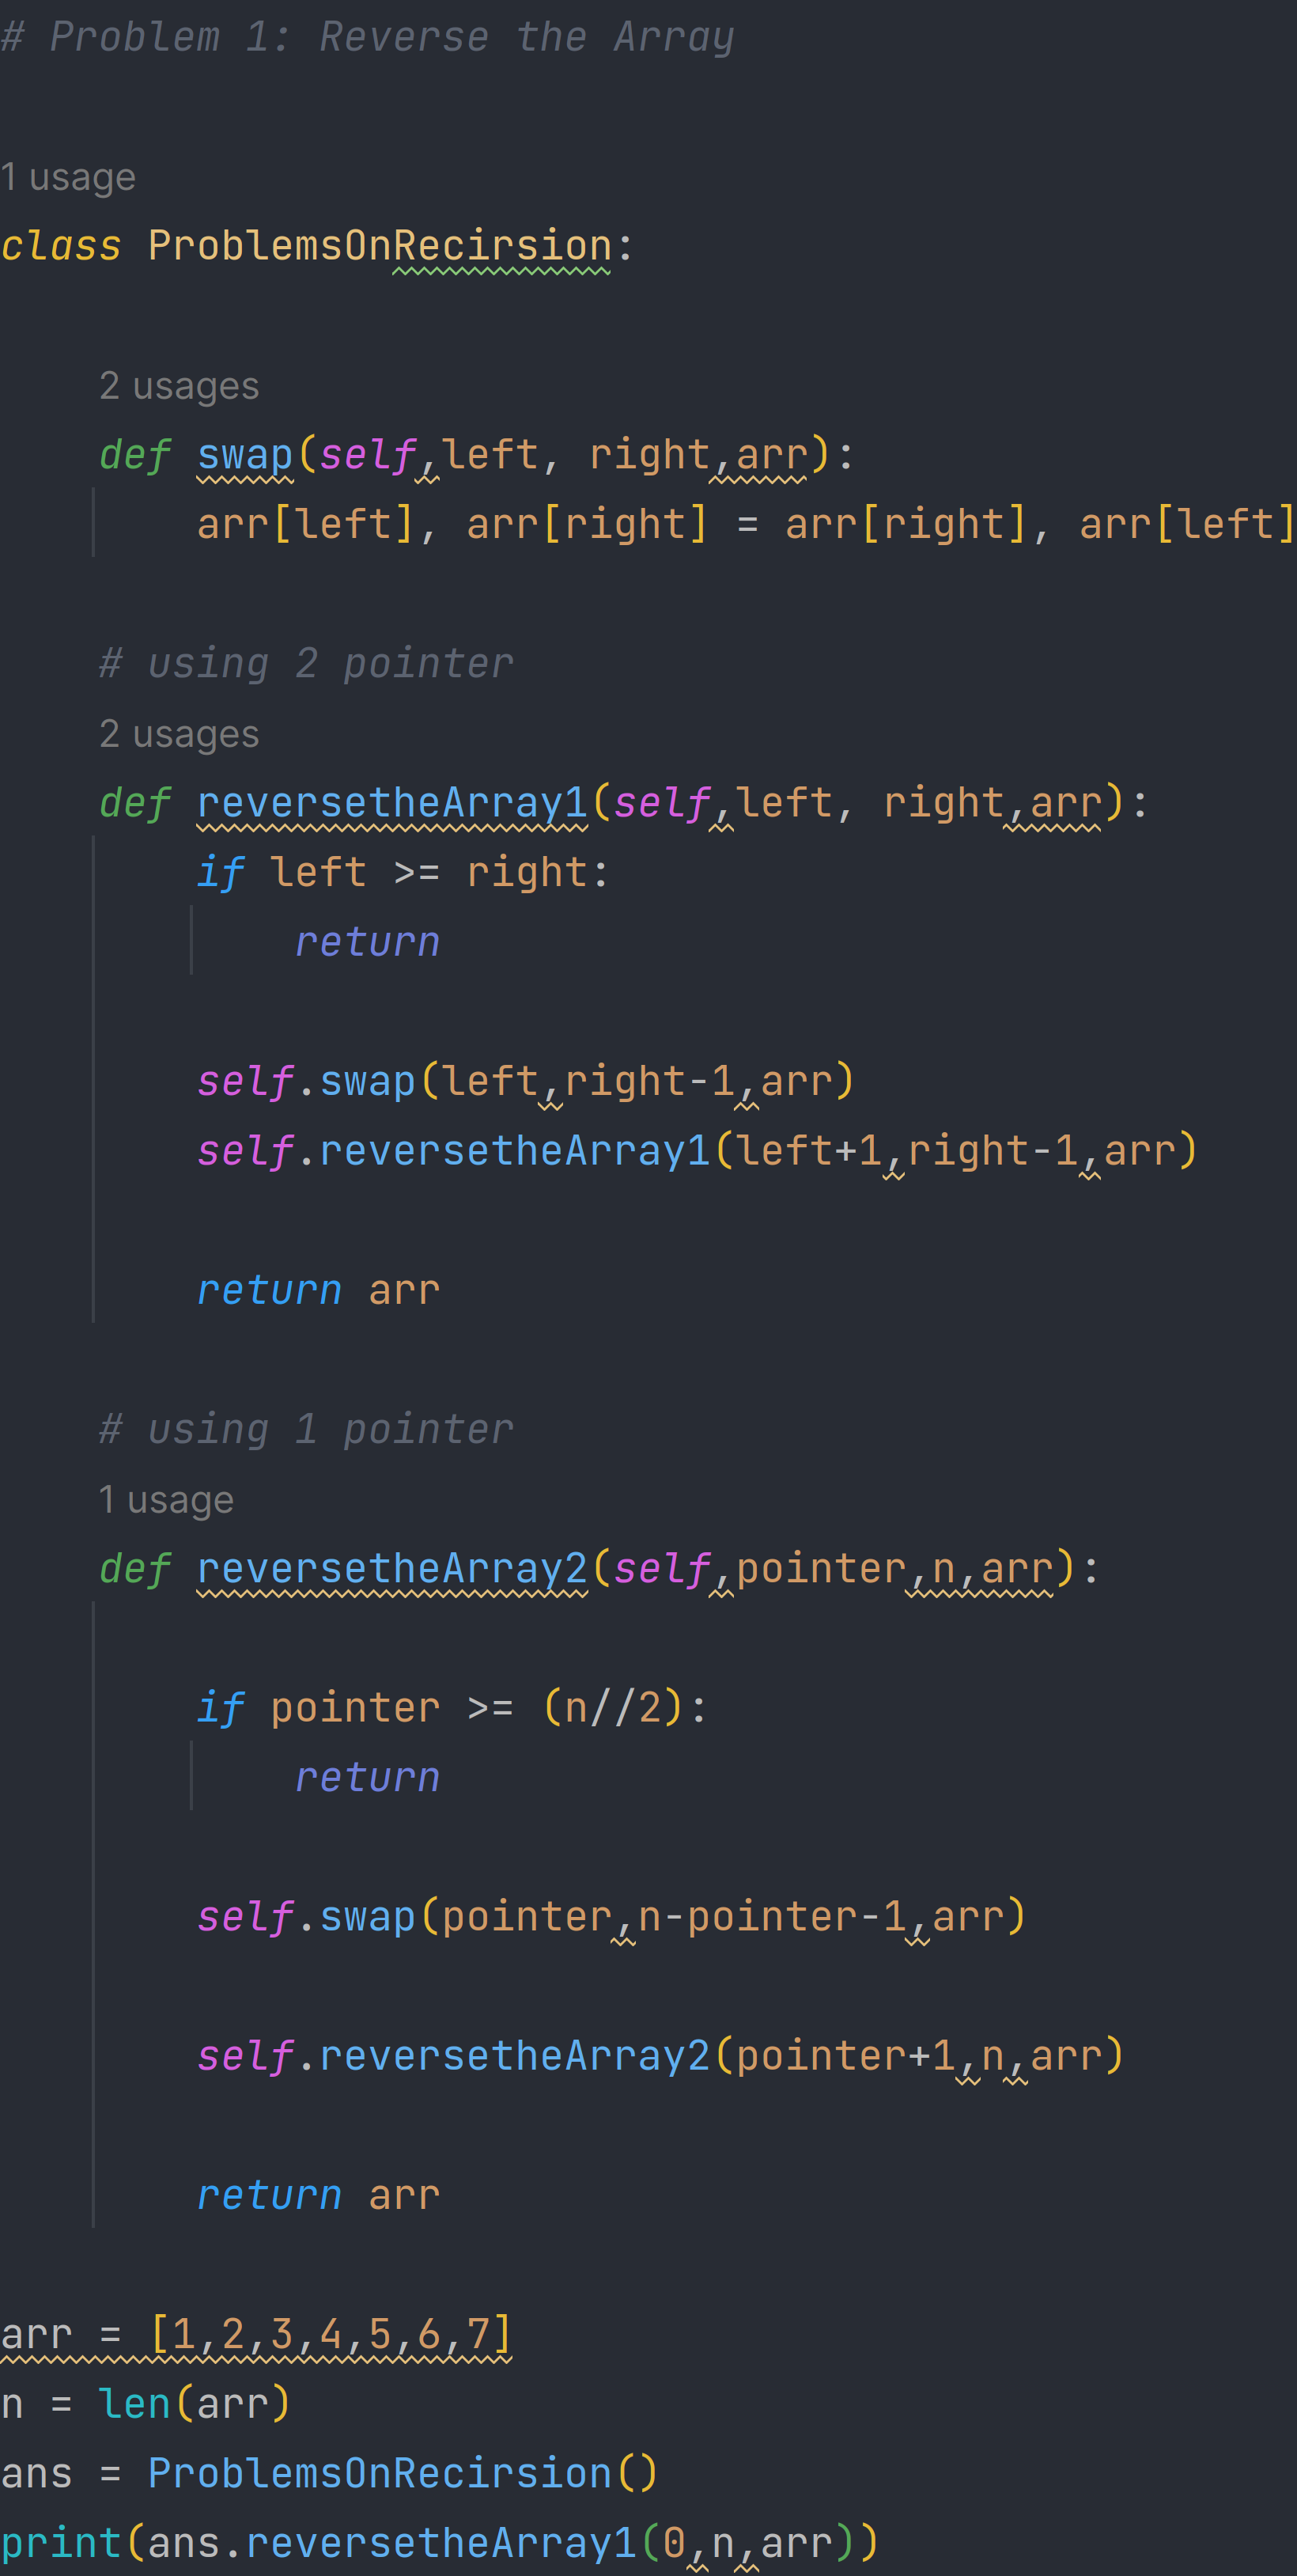 # Problem 1: Reverse the Array
1 usage
class ProblemsOnRecirsion:
2 usages
def swap(self,left, right,arr):
arr[left], arr[right] = arr[right], arr[left]
# using 2 pointer
2 usages
def reversetheArray1(self,left, right,arr):
if left >= right:
return
self.swap(left,right-1,arr)
self.reversetheArray1(left+1,right-1,arr)
return arr
# using 1 pointer
1 usage
def reversetheArray2(self,pointer,n,arr):
if pointer >= (n//2):
return
self.swap(pointer,n-pointer-1,arr)
self.reversetheArray2(pointer+1,n,arr)
return arr
arr = [1,2,3,4,5,6,7]
n = len(arr)
ans = ProblemsOnRecirsion()
print(ans.reversetheArray1(0,n,arr))